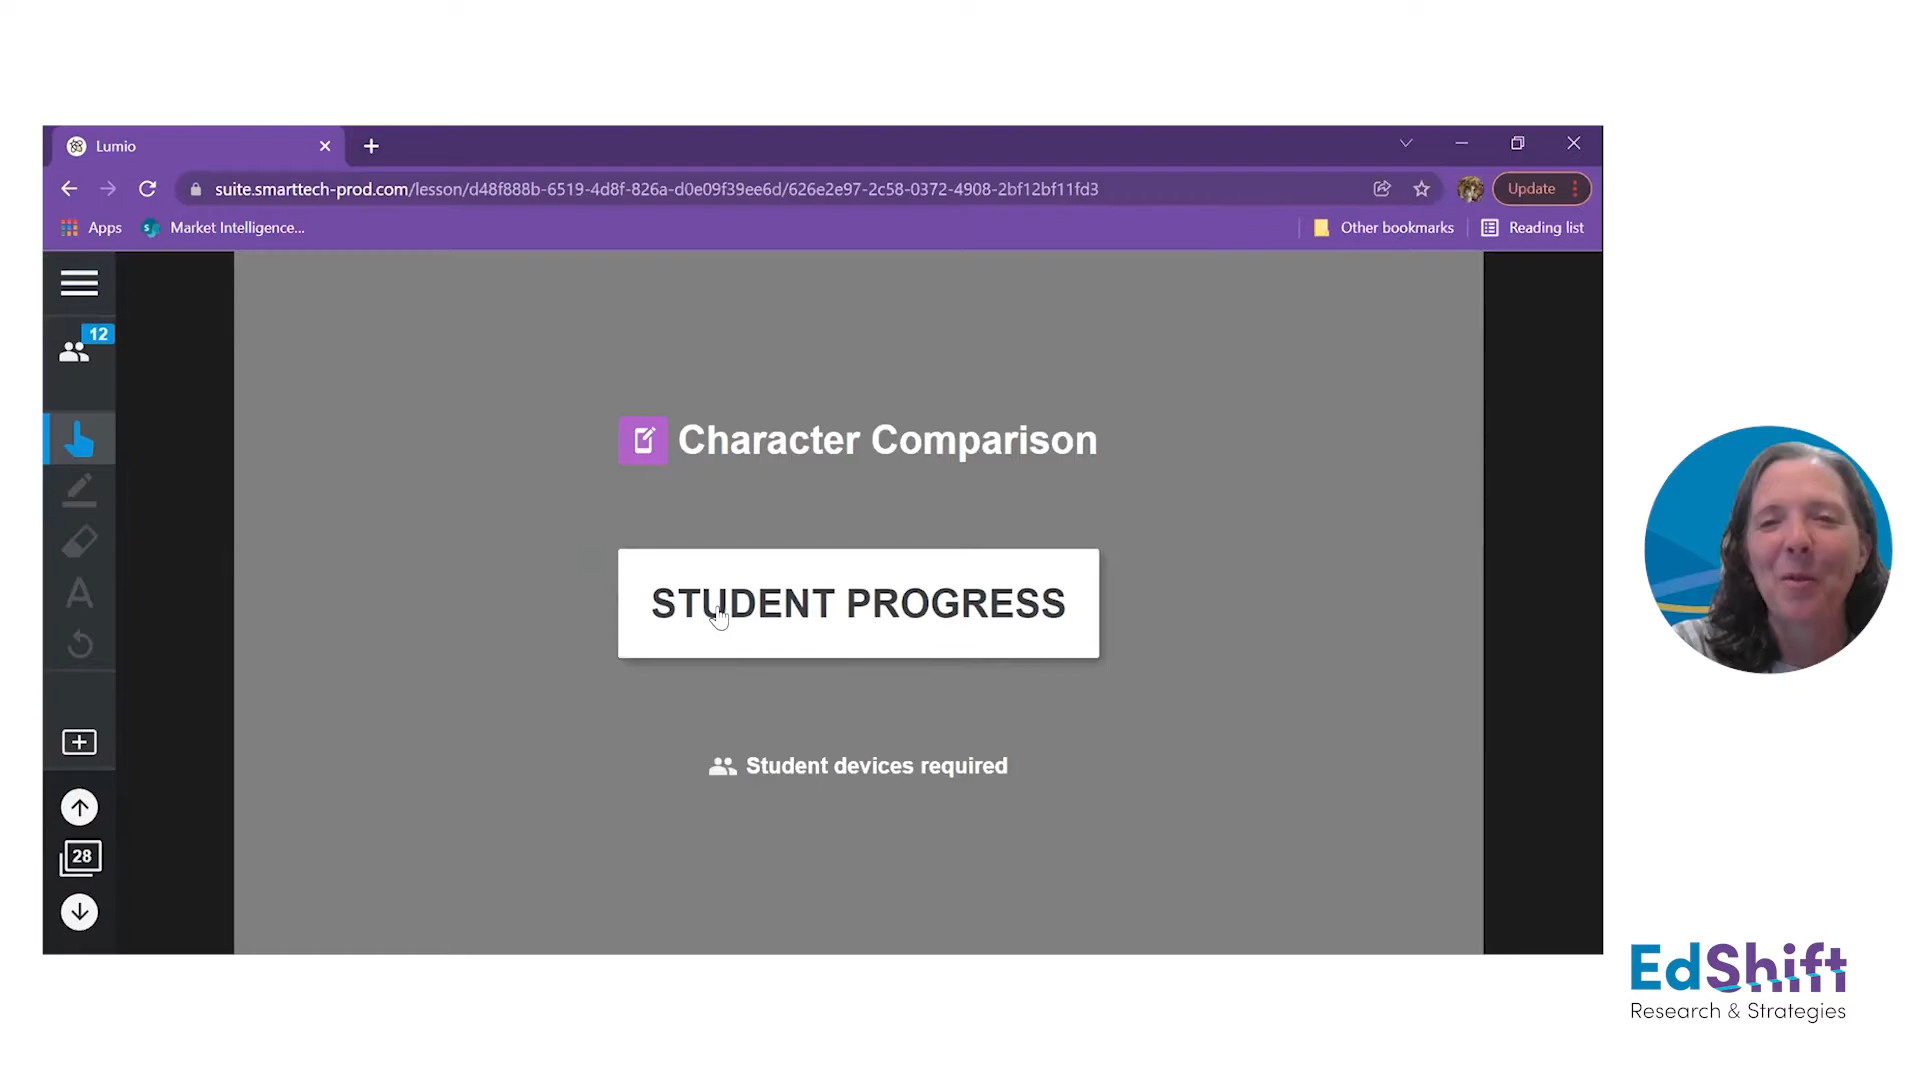 Lumio
suite.smarttech-prod.com/lesson/d48f888b-6519-4d8f-826a-d0e09f39ee6d/626e2e97-2c58-0372-4908-2bf12bf11fd3
Update
Apps
Market Intelligence...
Other bookmarks
Reading list
12
Character Comparison
STUDENT PROGRESS
Student devices required
A
28
EdShift
Research & Strategies